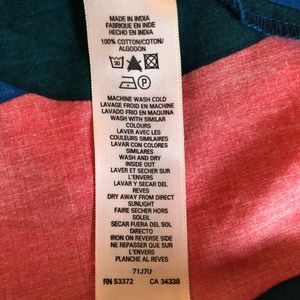 MADE IN INDIA
FABRIQUE EN INDE
HECHO EN INDIA
100% COTTON/COTON/
ALGODON
30
P
MACHINE WASH COLD
LAVAGE FROID EN MACHINE
LAVADO FRIO EN MAQUINA
WASH WITH SIMILAR
COLOURS
LAVER AVEC DES
COULEURS SIMILAIRES
LAVAR CON COLORES
SIMILARES
WASH AND DRY
INSIDE OUT
LAVER ET SECHER SUR
L'ENVERS
LAVAR Y SECAR DEL
REVES
DRY AWAY FROM DIRECT
SUNLIGHT
FAIRE SECHER HORS
SOLEIL
SECAR FUERA DEL SOL
DIRECTO
IRON ON REVERSE SIDE
NE REPASSER QUE SUR
L'ENVERS
PLANCHE AL REVES
71J7U
RN 53372 CA 34338